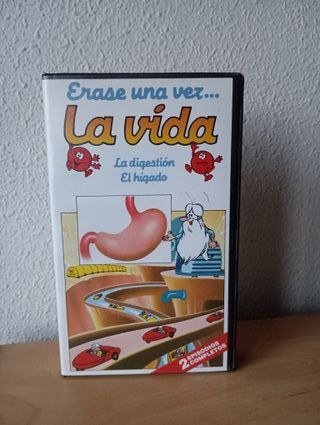 Erase una vez...
La vida
La digestión
El hígado
2 EPISODIOS
COMPLETOS